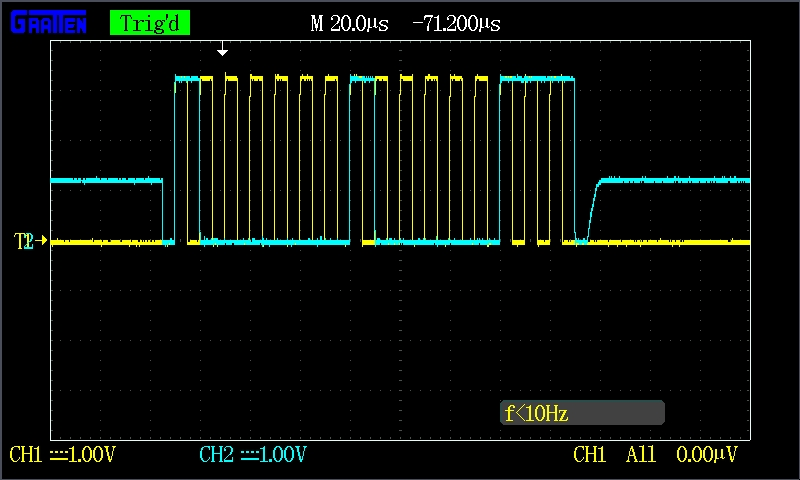 GRATTEN Trig'd M 20.0µs -71.200µs
T2
f<10Hz
CH1 1.00V CH2 1.00V CH1 All 0.00µV